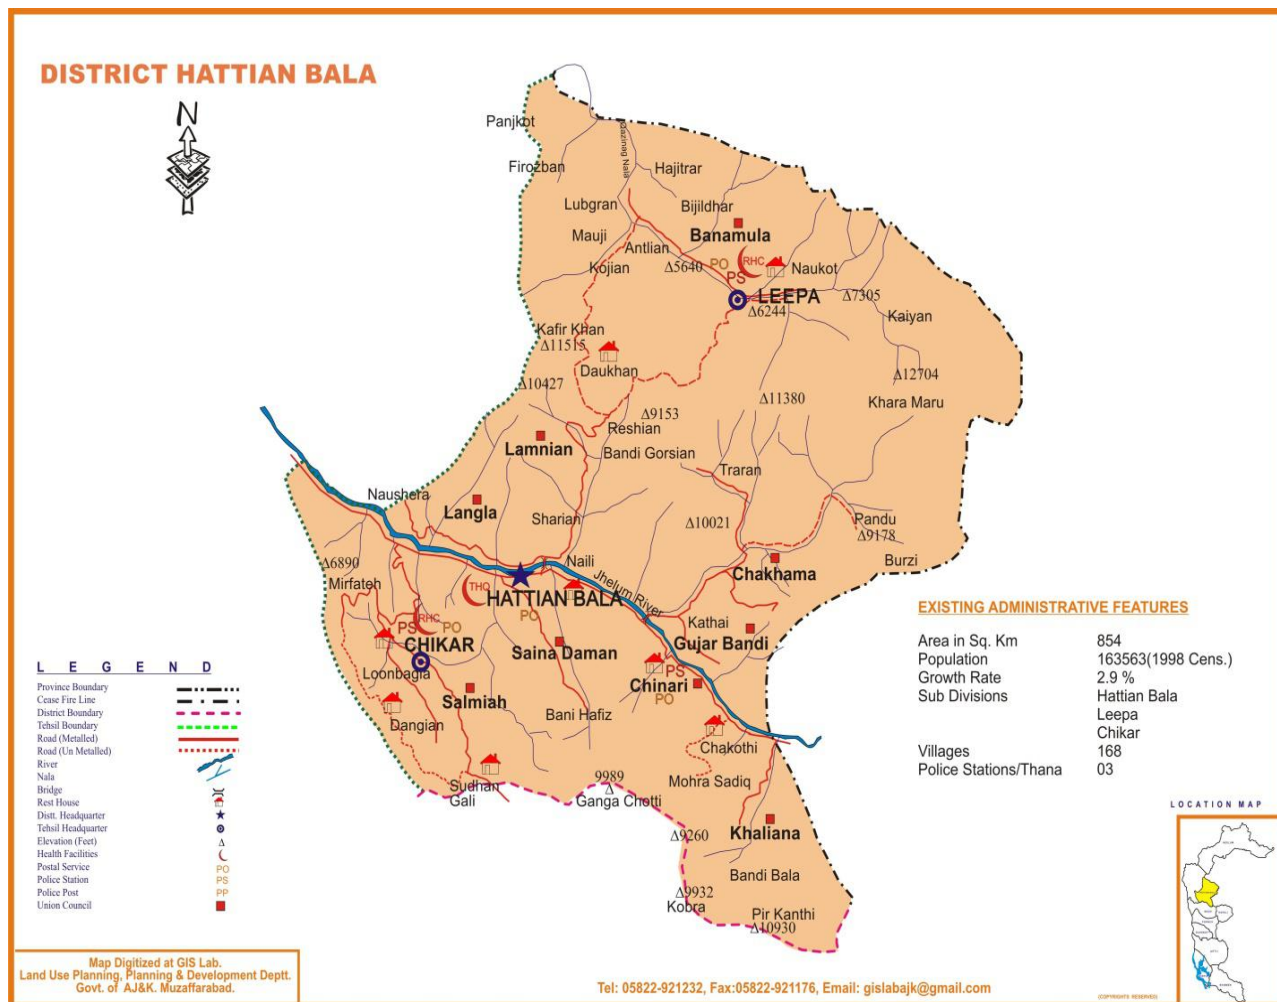 DISTRICT HATTIAN BALA
N
Panjkot
Qazinag Nala
Firozban
Hajitrar
Lubgran
Bijildhar
Mauji
Banamula
Antlian
Kojian
Δ5640
PO
RHC
Naukot
PS
LEEPA
Δ7305
Δ6244
Kaiyan
Kafir Khan
Δ11515
Daukhan
Δ12704
Δ10427
Δ11380
Khara Maru
Δ9153
Reshian
Lamnian
Bandi Gorsian
Traran
Naushera
Langla
Sharian
Δ10021
Pandu
Δ9178
Δ6890
Naili
Burzi
Mirfateh
Jhelum River
Chakhama
THQ
HATTIAN BALA
PO
PS
RHC
PO
Kathai
CHIKAR
Gujar Bandi
Saina Daman
Loonbagla
PS
Chinari
PO
Salmiah
Bani Hafiz
Dangian
Chakothi
Mohra Sadiq
Sudhan
Gali
9989
Δ
Ganga Chotti
Khaliana
Δ9260
Bandi Bala
Δ9932
Kobra
Pir Kanthi
Δ10930
EXISTING ADMINISTRATIVE FEATURES
Area in Sq. Km 854
Population 163563(1998 Cens.)
Growth Rate 2.9 %
Sub Divisions Hattian Bala
Leepa
Chikar
Villages 168
Police Stations/Thana 03
LEGEND
Province Boundary
Cease Fire Line
District Boundary
Tehsil Boundary
Road (Metalled)
Road (Un Metalled)
River
Nala
Bridge
Rest House
Distt. Headquarter
Tehsil Headquarter
Elevation (Feet) Δ
Health Facilities
Postal Service PO
Police Station PS
Police Post PP
Union Council
LOCATION MAP
Map Digitized at GIS Lab.
Land Use Planning, Planning & Development Deptt.
Govt. of AJ&K. Muzaffarabad.
Tel: 05822-921232, Fax:05822-921176, Email: gislabajk@gmail.com
(COPYRIGHTS RESERVED)